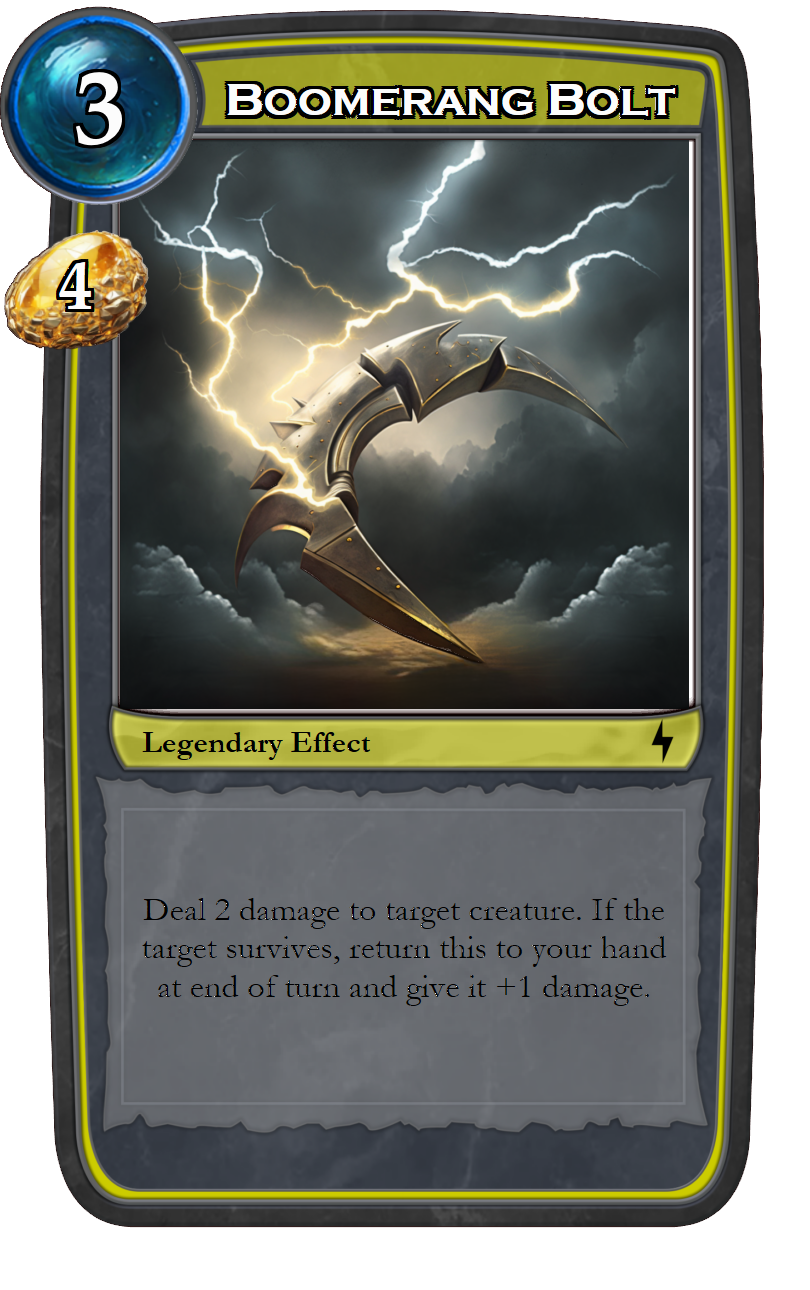 3
Boomerang Bolt
4
Legendary Effect
Deal 2 damage to target creature. If the
target survives, return this to your hand
at end of turn and give it +1 damage.